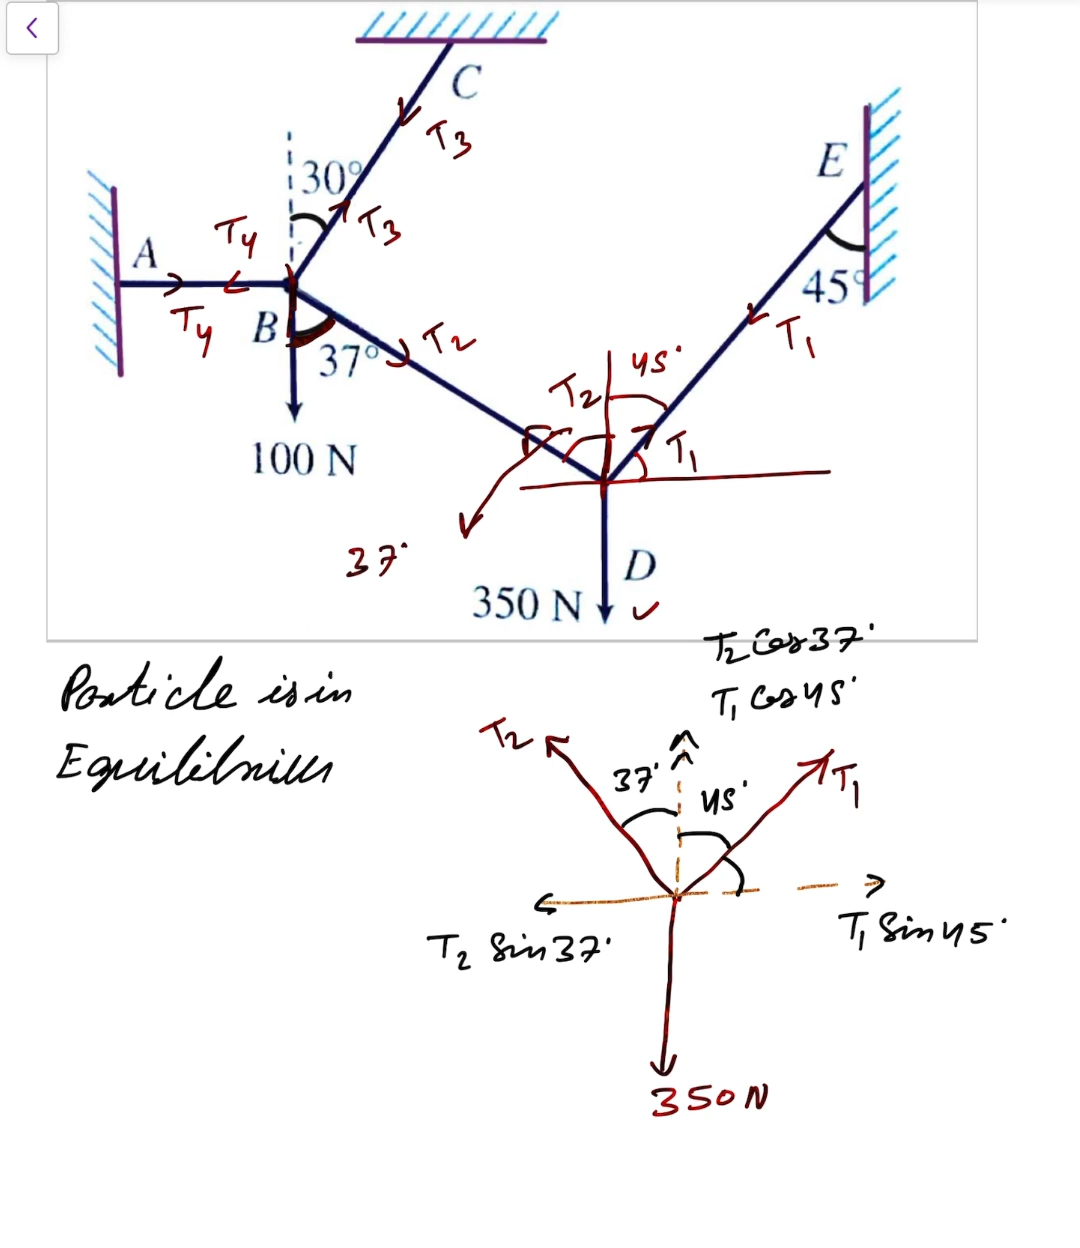 C
T3
30°
E
T3
T4
A
45°
T4
B
37°
T2
T1
45°
T2
T1
100 N
37°
D
350 N ✓
T2 Cos37°
Particle is in
T1 Cos45°
Equilibrium
T2
37°
45°
T1
T2 Sin37°
T1 Sin45°
350N